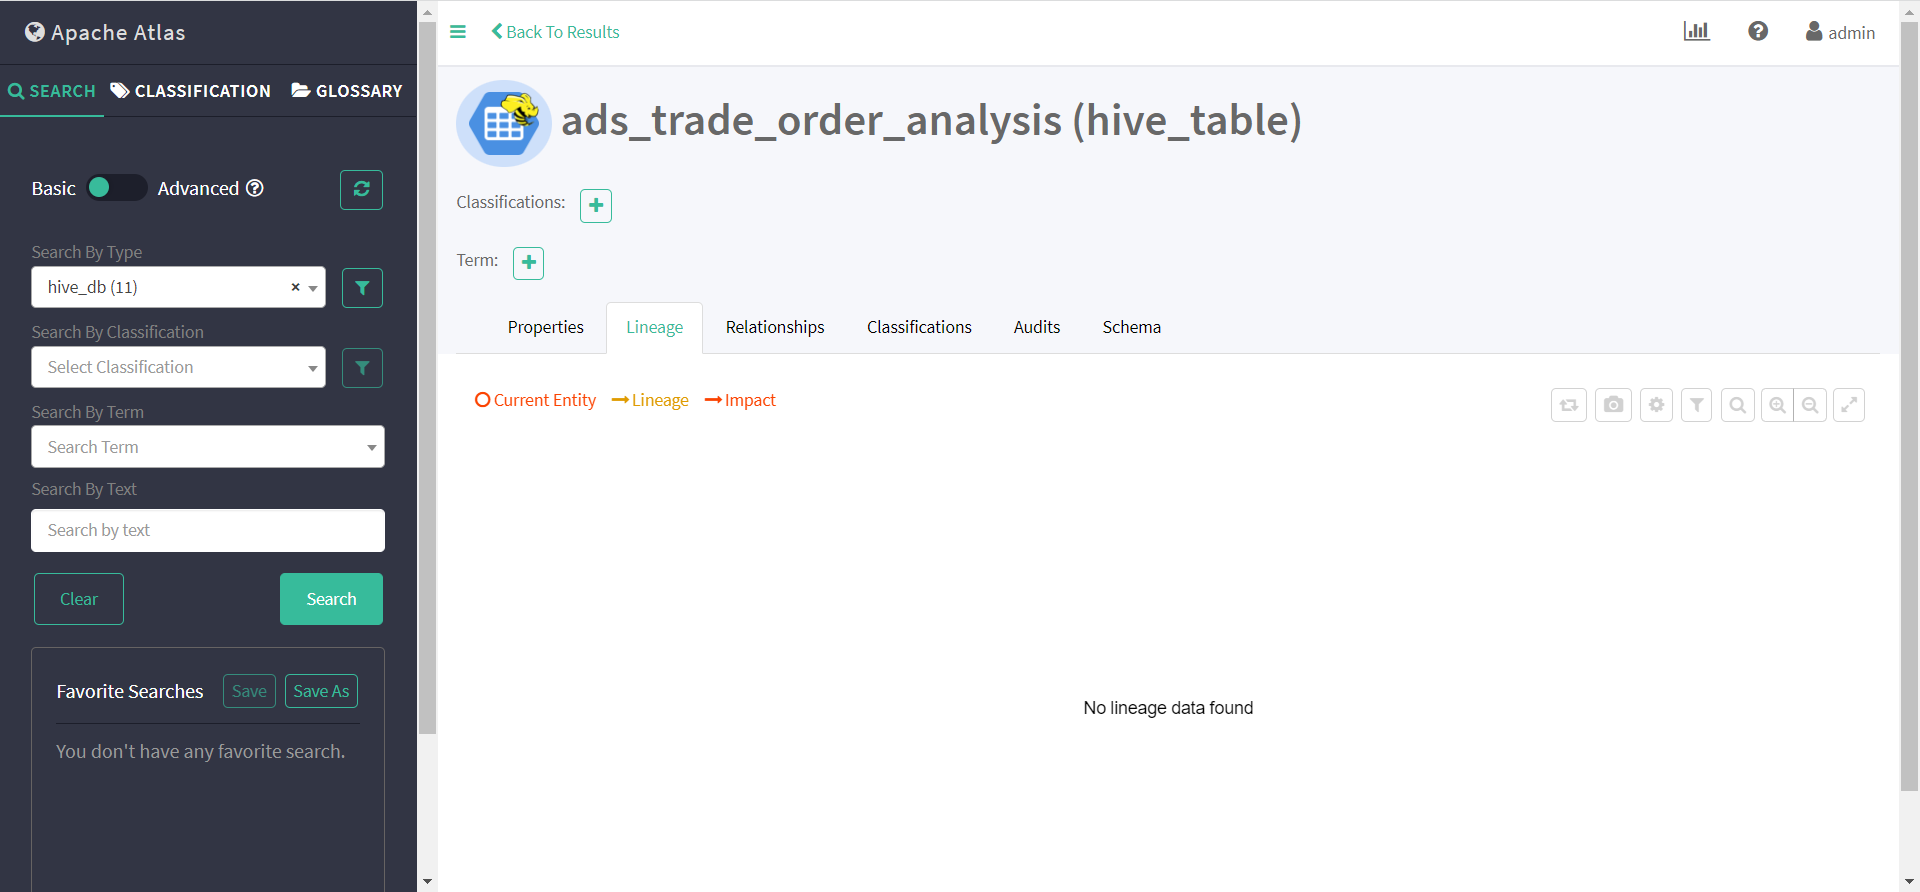 Apache Atlas
SEARCH CLASSIFICATION GLOSSARY
Basic Advanced
Search By Type
hive_db (11) ×
Search By Classification
Select Classification
Search By Term
Search Term
Search By Text
Search by text
Clear Search
Favorite Searches Save Save As
You don't have any favorite search.
Back To Results
admin
ads_trade_order_analysis (hive_table)
Classifications:
Term:
Properties Lineage Relationships Classifications Audits Schema
Current Entity Lineage Impact
No lineage data found